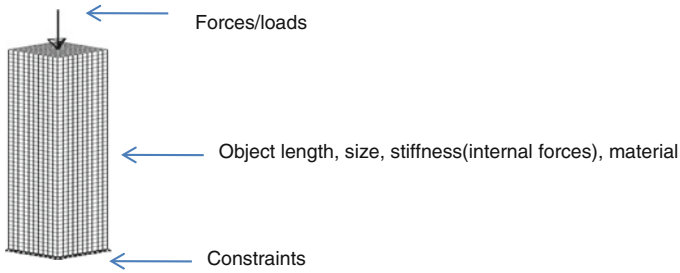 Forces/loads
Object length, size, stiffness(internal forces), material
Constraints